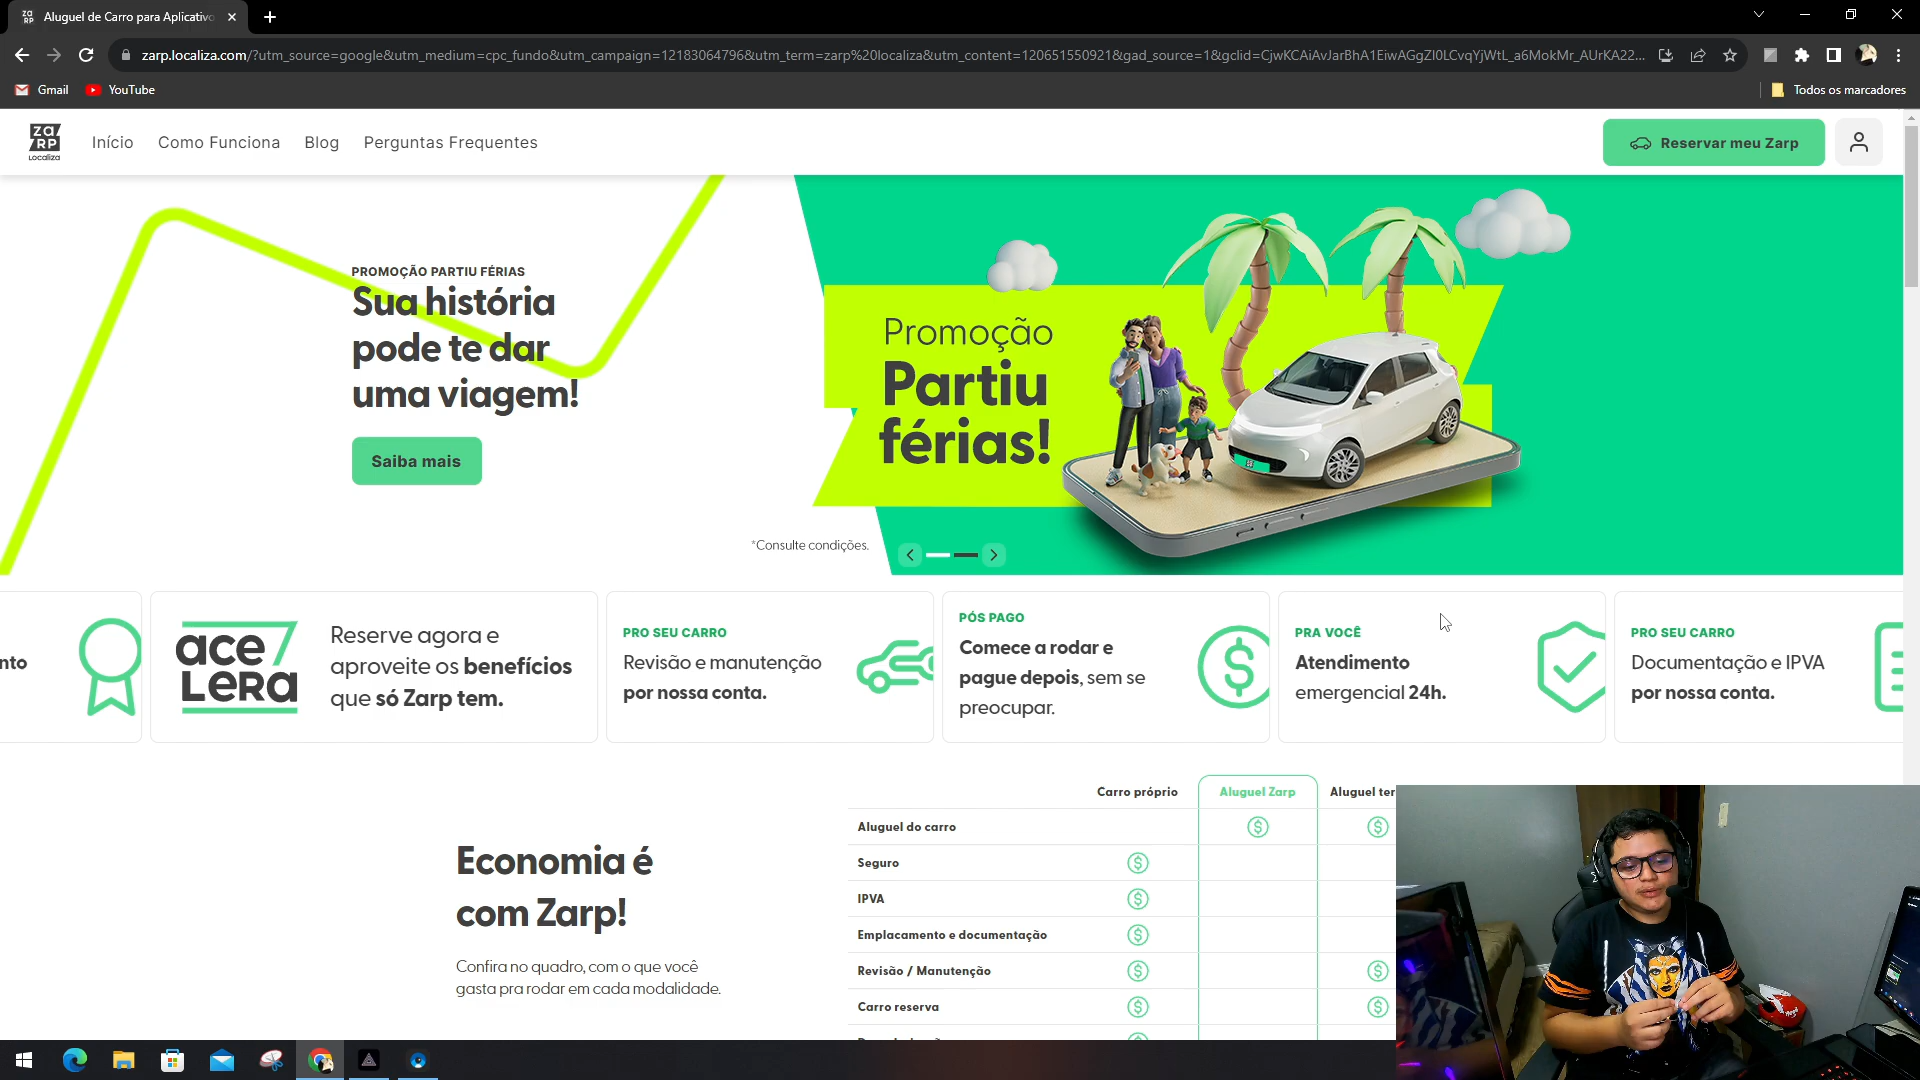 Aluguel de Carro para Aplicativo
zarp.localiza.com/?utm_source=google&utm_medium=cpc_fundo&utm_campaign=12183064796&utm_term=zarp%20localiza&utm_content=120651550921&gad_source=1&gclid=CjwKCAiAvJarBhA1EiwAGgZl0LCvqYjWtL_a6MokMr_AUrKA22...
Gmail
YouTube
Todos os marcadores
za
RP
Localiza
Início
Como Funciona
Blog
Perguntas Frequentes
Reservar meu Zarp
PROMOÇÃO PARTIU FÉRIAS
Sua história
pode te dar
uma viagem!
Saiba mais
*Consulte condições.
Promoção
Partiu
férias!
nto
ace
LeRa
Reserve agora e
aproveite os benefícios
que só Zarp tem.
PRO SEU CARRO
Revisão e manutenção
por nossa conta.
PÓS PAGO
Comece a rodar e
pague depois, sem se
preocupar.
PRA VOCÊ
Atendimento
emergencial 24h.
PRO SEU CARRO
Documentação e IPVA
por nossa conta.
Economia é
com Zarp!
Confira no quadro, com o que você
gasta pra rodar em cada modalidade.
Carro próprio
Aluguel Zarp
Aluguel ter
Aluguel do carro
Seguro
IPVA
Emplacamento e documentação
Revisão / Manutenção
Carro reserva